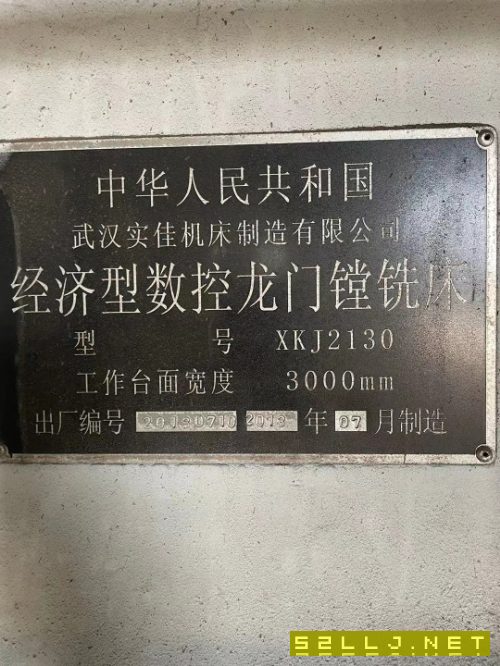 中华人民共和国
武汉实佳机床制造有限公司
经济型数控龙门镗铣床
型 号 XKJ2130
工作台面宽度 3000mm
出厂编号 20130710 2013 年 07 月制造
52LLJ.NET